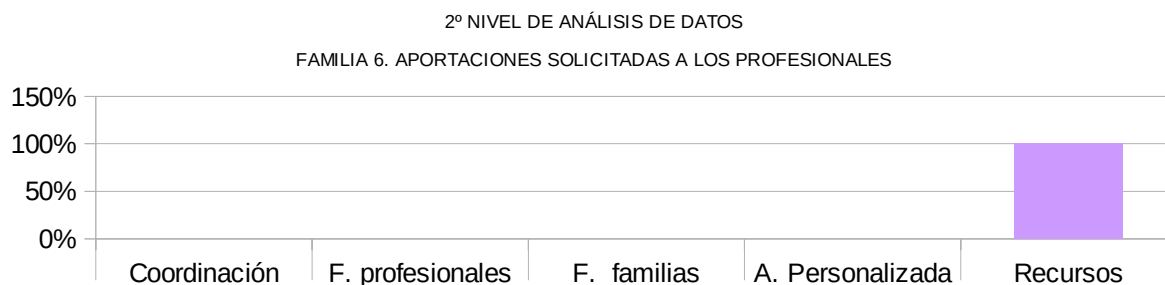 2º NIVEL DE ANÁLISIS DE DATOS
FAMILIA 6. APORTACIONES SOLICITADAS A LOS PROFESIONALES
150%
100%
50%
0%
Coordinación F. profesionales F. familias A. Personalizada Recursos